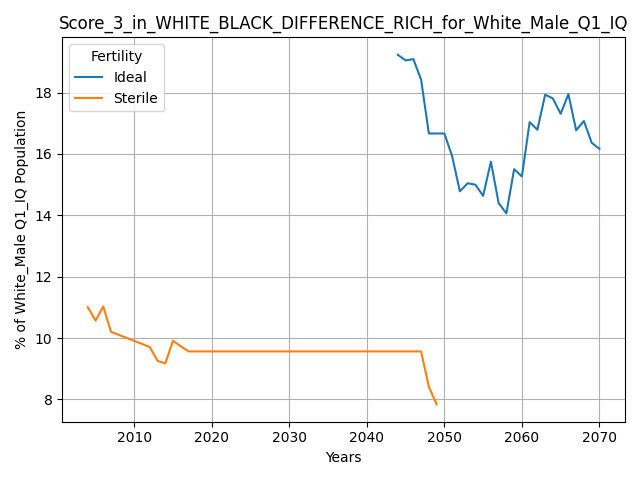 Score_3_in_WHITE_BLACK_DIFFERENCE_RICH_for_White_Male_Q1_IQ
Fertility
Ideal
Sterile
% of White_Male Q1_IQ Population
18
16
14
12
10
8
2010 2020 2030 2040 2050 2060 2070
Years